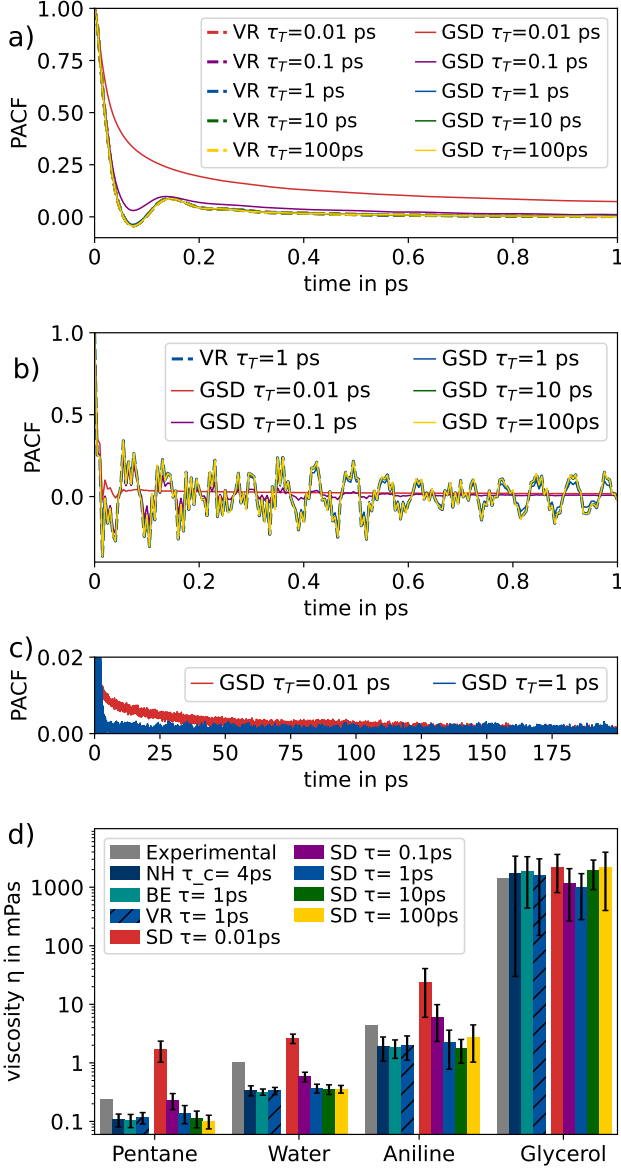 a)
PACF
1.00
0.75
0.50
0.25
0.00
VR τ_T=0.01 ps
VR τ_T=0.1 ps
VR τ_T=1 ps
VR τ_T=10 ps
VR τ_T=100ps
GSD τ_T=0.01 ps
GSD τ_T=0.1 ps
GSD τ_T=1 ps
GSD τ_T=10 ps
GSD τ_T=100ps
0 0.2 0.4 0.6 0.8 1
time in ps
b)
PACF
1.0
0.5
0.0
VR τ_T=1 ps
GSD τ_T=0.01 ps
GSD τ_T=0.1 ps
GSD τ_T=1 ps
GSD τ_T=10 ps
GSD τ_T=100ps
0 0.2 0.4 0.6 0.8 1
time in ps
c)
PACF
0.02
0.00
GSD τ_T=0.01 ps
GSD τ_T=1 ps
0 25 50 75 100 125 150 175
time in ps
d)
viscosity η in mPas
1000
100
10
1
0.1
Experimental
NH τ_c= 4ps
BE τ= 1ps
VR τ= 1ps
SD τ= 0.01ps
SD τ= 0.1ps
SD τ= 1ps
SD τ= 10ps
SD τ= 100ps
Pentane Water Aniline Glycerol